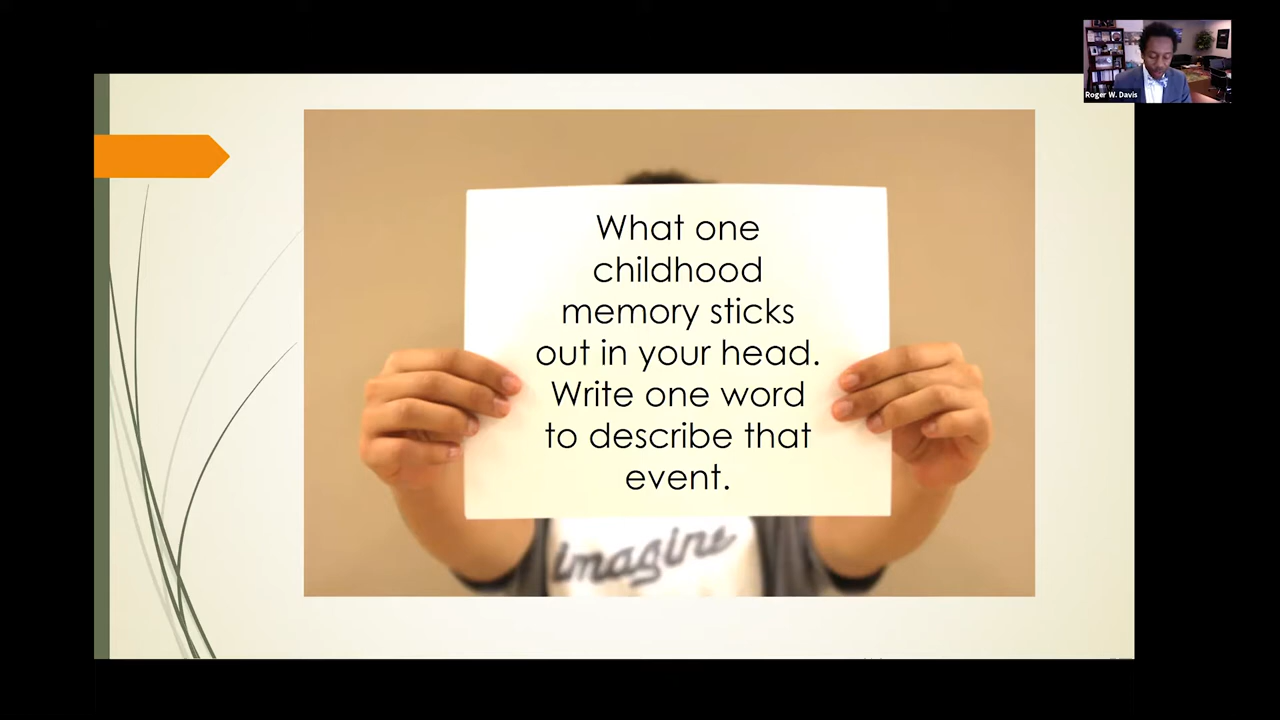 Roger W. Davis
What one
childhood
memory sticks
out in your head.
Write one word
to describe that
event.
imagine